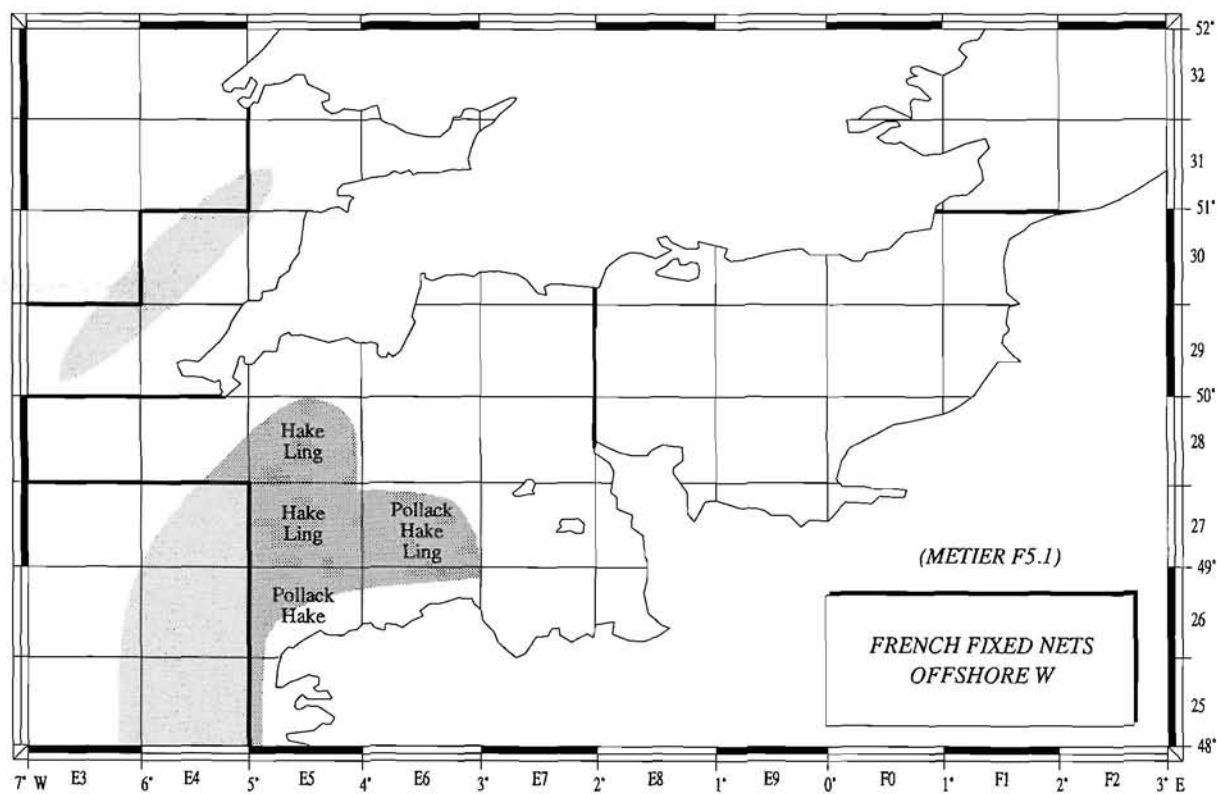 52°
32
31
51°
30
29
50°
Hake
Ling
28
Hake
Ling
Pollack
Hake
Ling
27
(METIER F5.1)
49°
Pollack
Hake
26
FRENCH FIXED NETS
OFFSHORE W
25
48°
7° W E3 6° E4 5° E5 4° E6 3° E7 2° E8 1° E9 0° F0 1° F1 2° F2 3° E